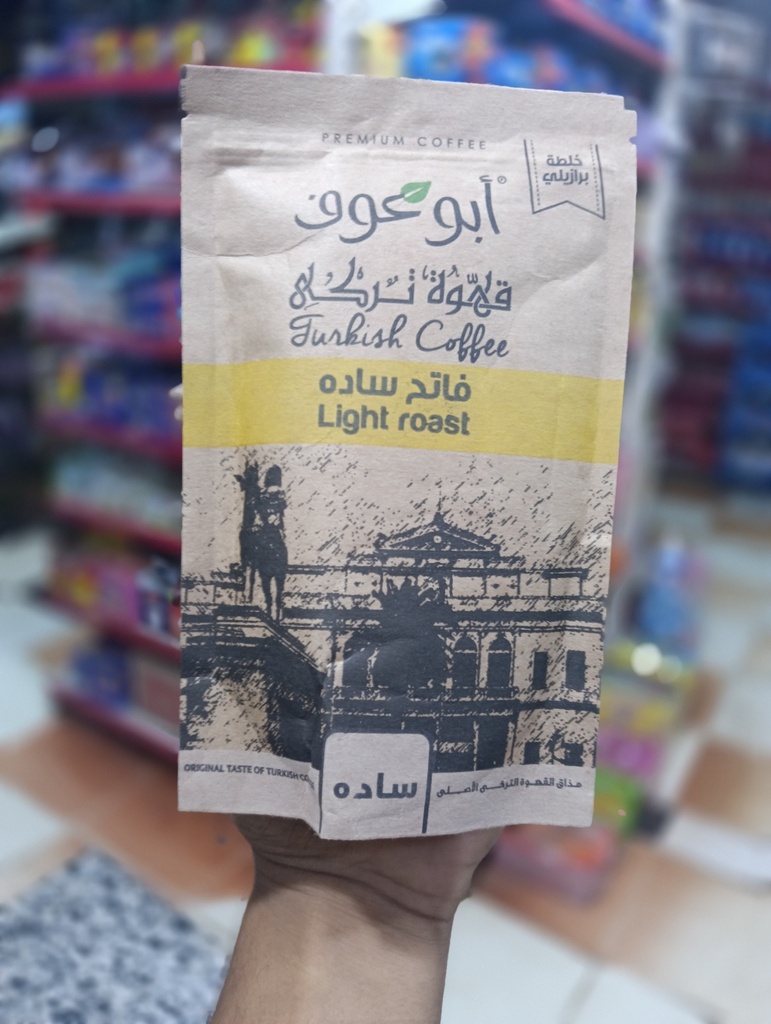 PREMIUM COFFEE
خلطة
برازيلي
أبو عوف®
قهوة تركي
Turkish Coffee
فاتح ساده
Light roast
ORIGINAL TASTE OF TURKISH
ساده
مذاق القهوة التركي الأصلي